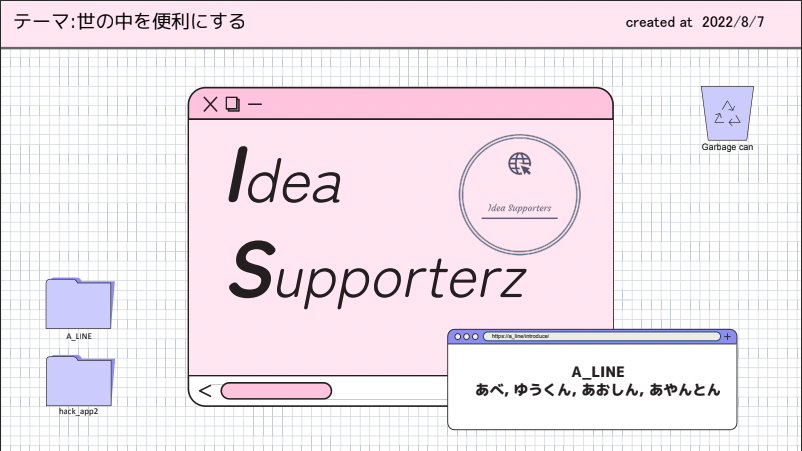 テーマ:世の中を便利にする
created at 2022/8/7
Garbage can
Idea
Idea Supporters
Supporterz
A_LINE
hack_app2
https://a_line/introduce/
A_LINE
あべ, ゆうくん, あおしん, あやんとん